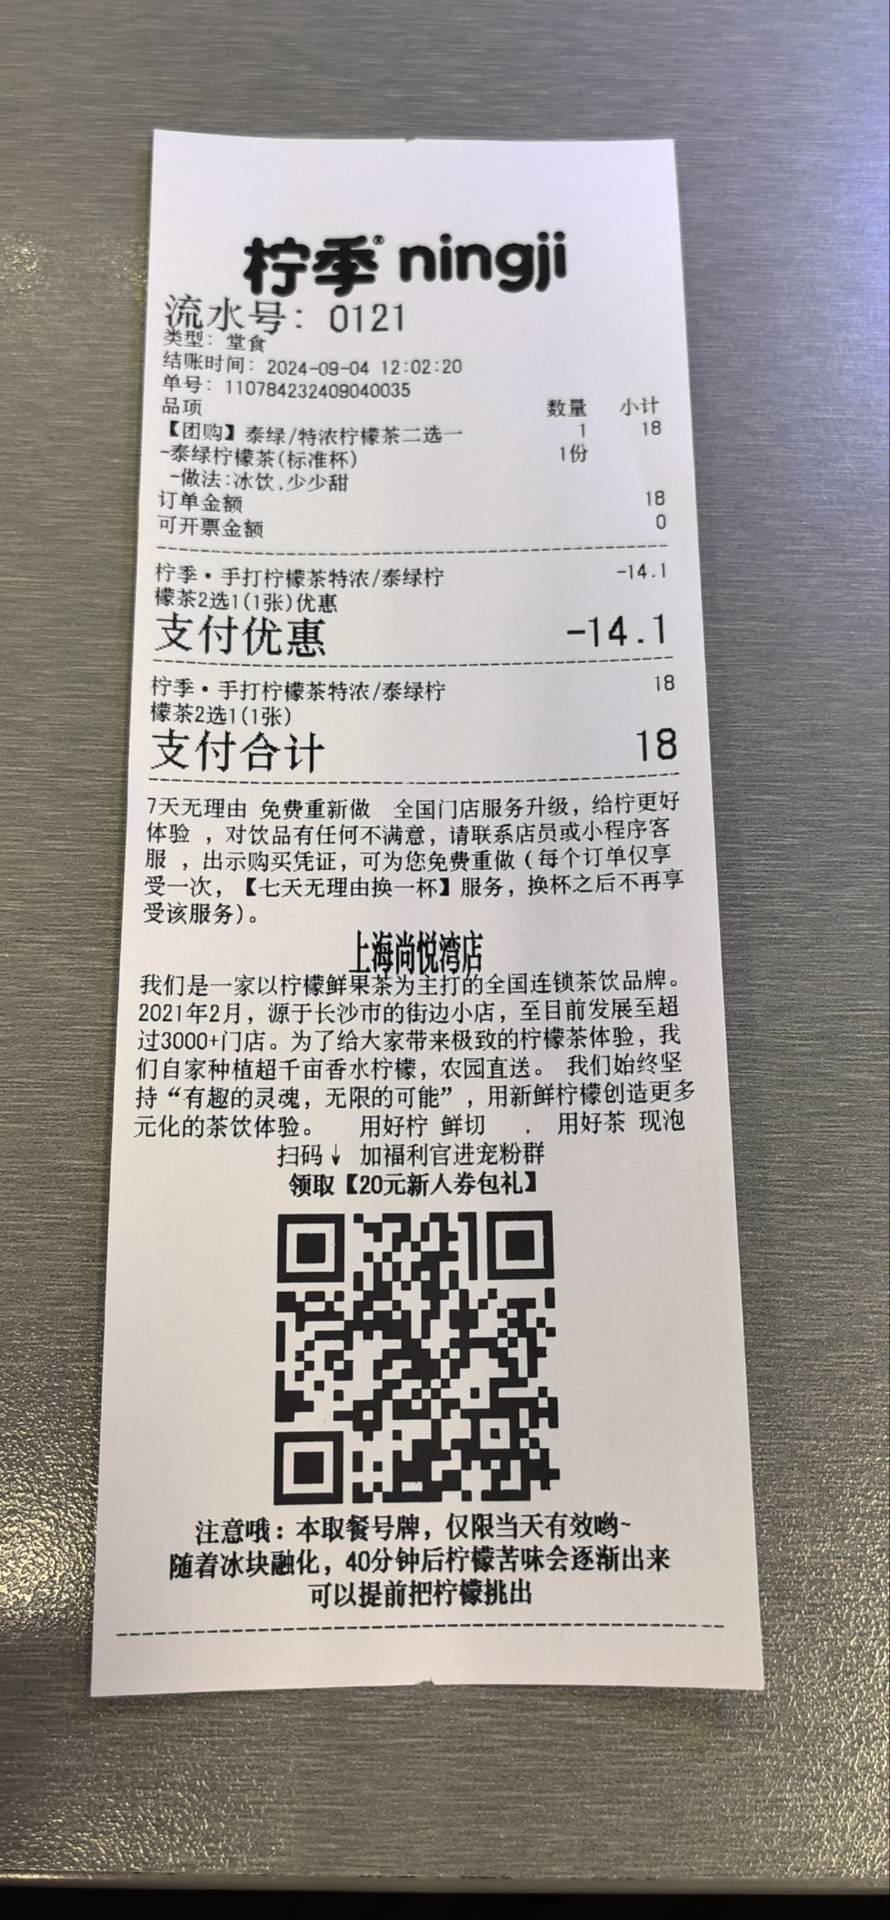 柠季® ningji
流水号: 0121
类型: 堂食
结账时间: 2024-09-04 12:02:20
单号: 110784232409040035
品项 数量 小计
【团购】泰绿/特浓柠檬茶二选一 1 18
-泰绿柠檬茶(标准杯) 1份
-做法:冰饮,少少甜
订单金额 18
可开票金额 0
柠季·手打柠檬茶特浓/泰绿柠 -14.1
檬茶2选1(1张)优惠
支付优惠 -14.1
柠季·手打柠檬茶特浓/泰绿柠 18
檬茶2选1(1张)
支付合计 18
7天无理由 免费重新做 全国门店服务升级，给柠更好
体验 ，对饮品有任何不满意，请联系店员或小程序客
服 ，出示购买凭证，可为您免费重做（每个订单仅享
受一次，【七天无理由换一杯】服务，换杯之后不再享
受该服务）。
上海尚悦湾店
我们是一家以柠檬鲜果茶为主打的全国连锁茶饮品牌。
2021年2月，源于长沙市的街边小店，至目前发展至超
过3000+门店。为了给大家带来极致的柠檬茶体验，我
们自家种植超千亩香水柠檬，农园直送。 我们始终坚
持“有趣的灵魂，无限的可能”，用新鲜柠檬创造更多
元化的茶饮体验。 用好柠 鲜切 . 用好茶 现泡
扫码↓ 加福利官进宠粉群
领取【20元新人券包礼】
注意哦：本取餐号牌，仅限当天有效哟~
随着冰块融化，40分钟后柠檬苦味会逐渐出来
可以提前把柠檬挑出